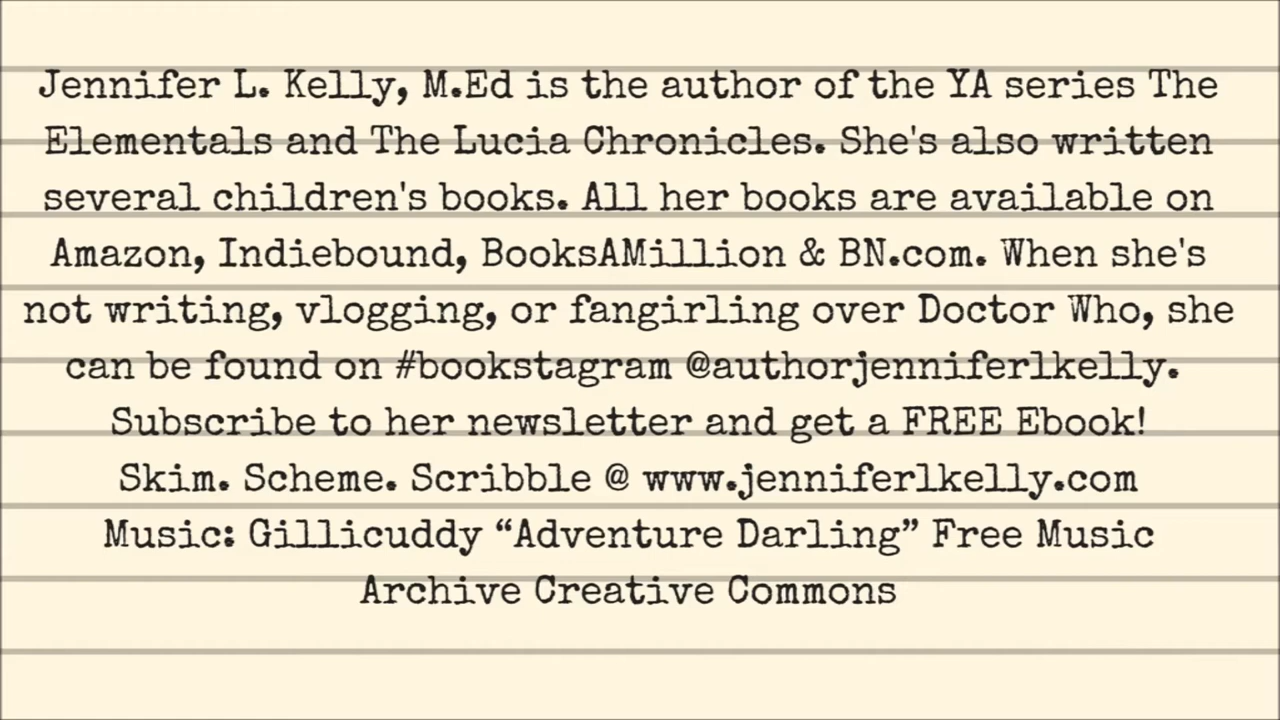 Jennifer L. Kelly, M.Ed is the author of the YA series The
Elementals and The Lucia Chronicles. She's also written
several children's books. All her books are available on
Amazon, Indiebound, BooksAMillion & BN.com. When she's
not writing, vlogging, or fangirling over Doctor Who, she
can be found on #bookstagram @authorjenniferlkelly.
Subscribe to her newsletter and get a FREE Ebook!
Skim. Scheme. Scribble @ www.jenniferlkelly.com
Music: Gillicuddy “Adventure Darling” Free Music
Archive Creative Commons